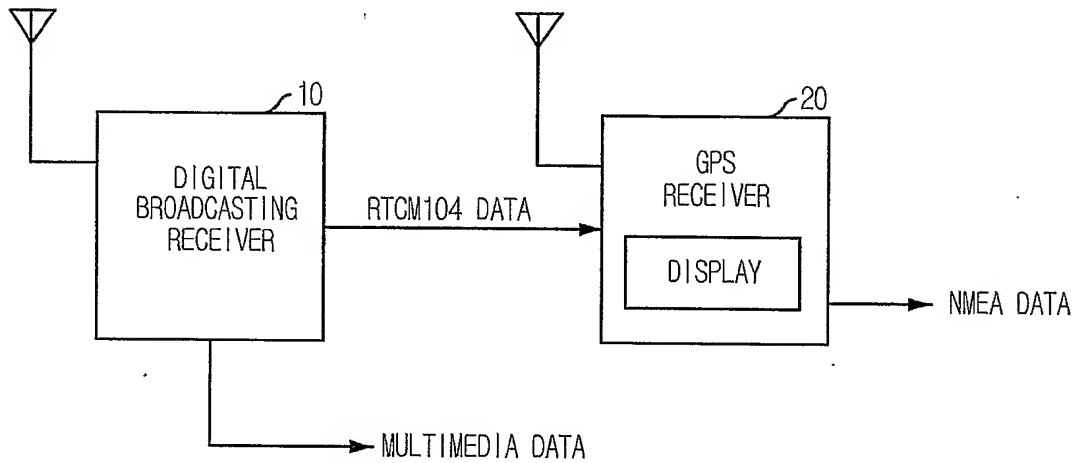 10
20
DIGITAL
BROADCASTING
RECEIVER
RTCM104 DATA
GPS
RECEIVER
DISPLAY
NMEA DATA
MULTIMEDIA DATA